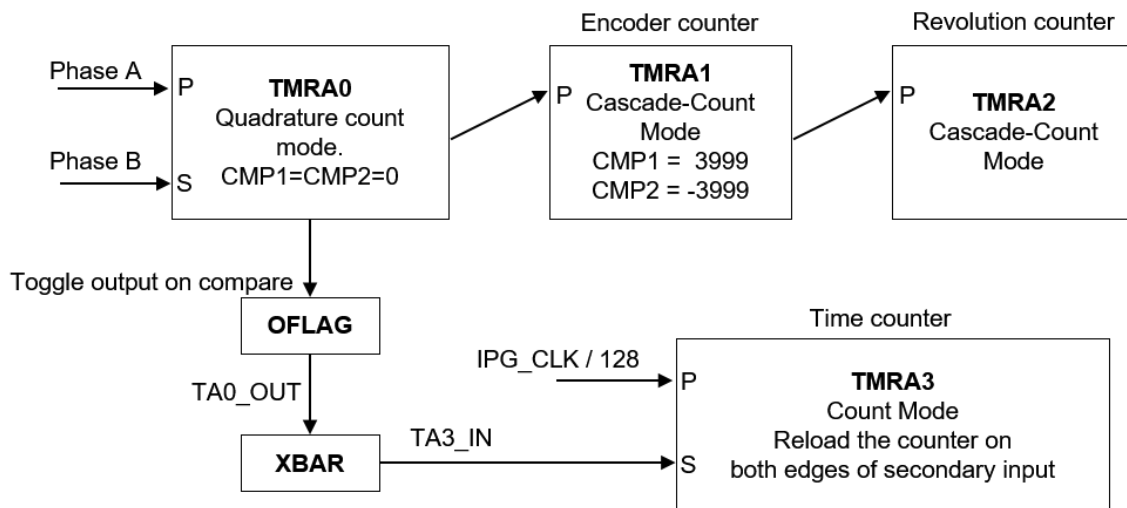 Encoder counter
Revolution counter
Phase A
P
TMRA0
Quadrature count
mode.
CMP1=CMP2=0
Phase B
S
P
TMRA1
Cascade-Count
Mode
CMP1 =  3999
CMP2 = -3999
P
TMRA2
Cascade-Count
Mode
Toggle output on compare
OFLAG
TA0_OUT
XBAR
TA3_IN
Time counter
IPG_CLK / 128
P
TMRA3
Count Mode
Reload the counter on
both edges of secondary input
S